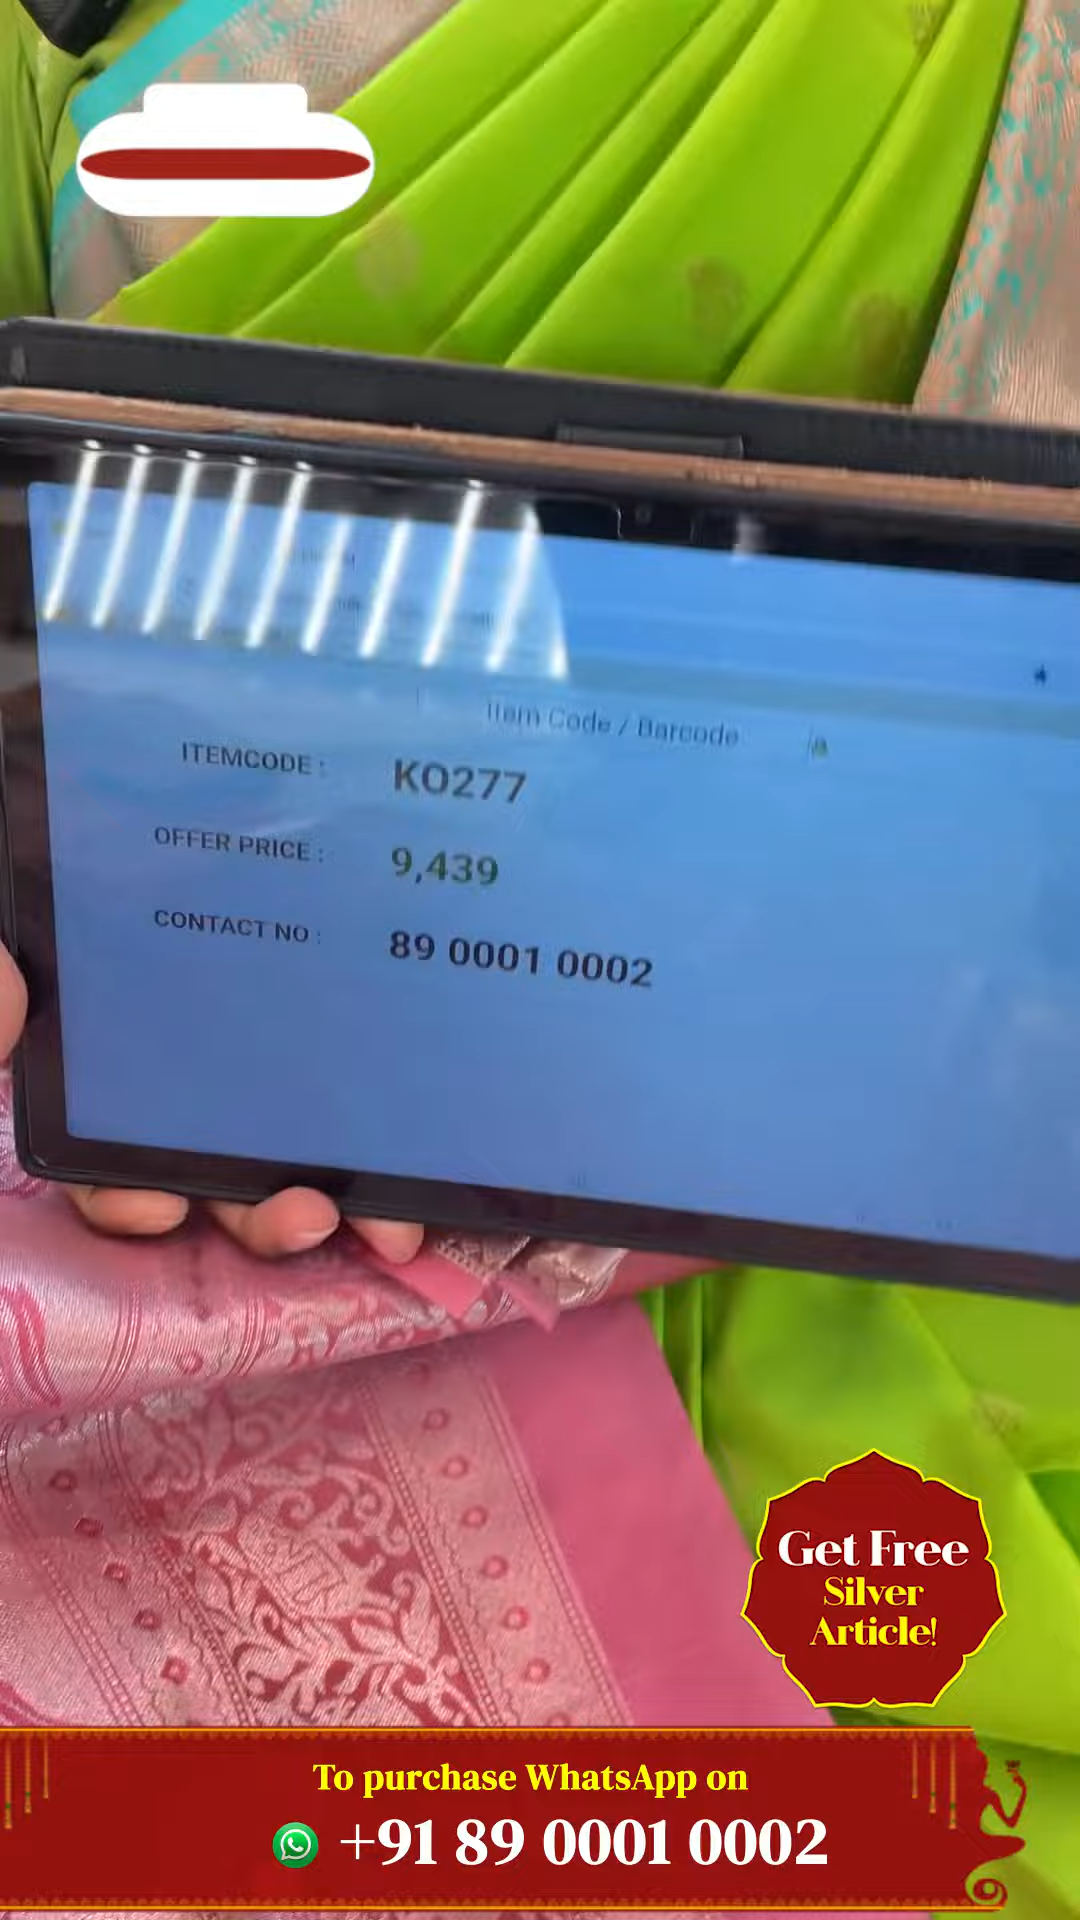 Item Code / Barcode
ITEMCODE : KO277
OFFER PRICE : 9,439
CONTACT NO : 89 0001 0002
Get Free
Silver
Article!
To purchase WhatsApp on
+91 89 0001 0002